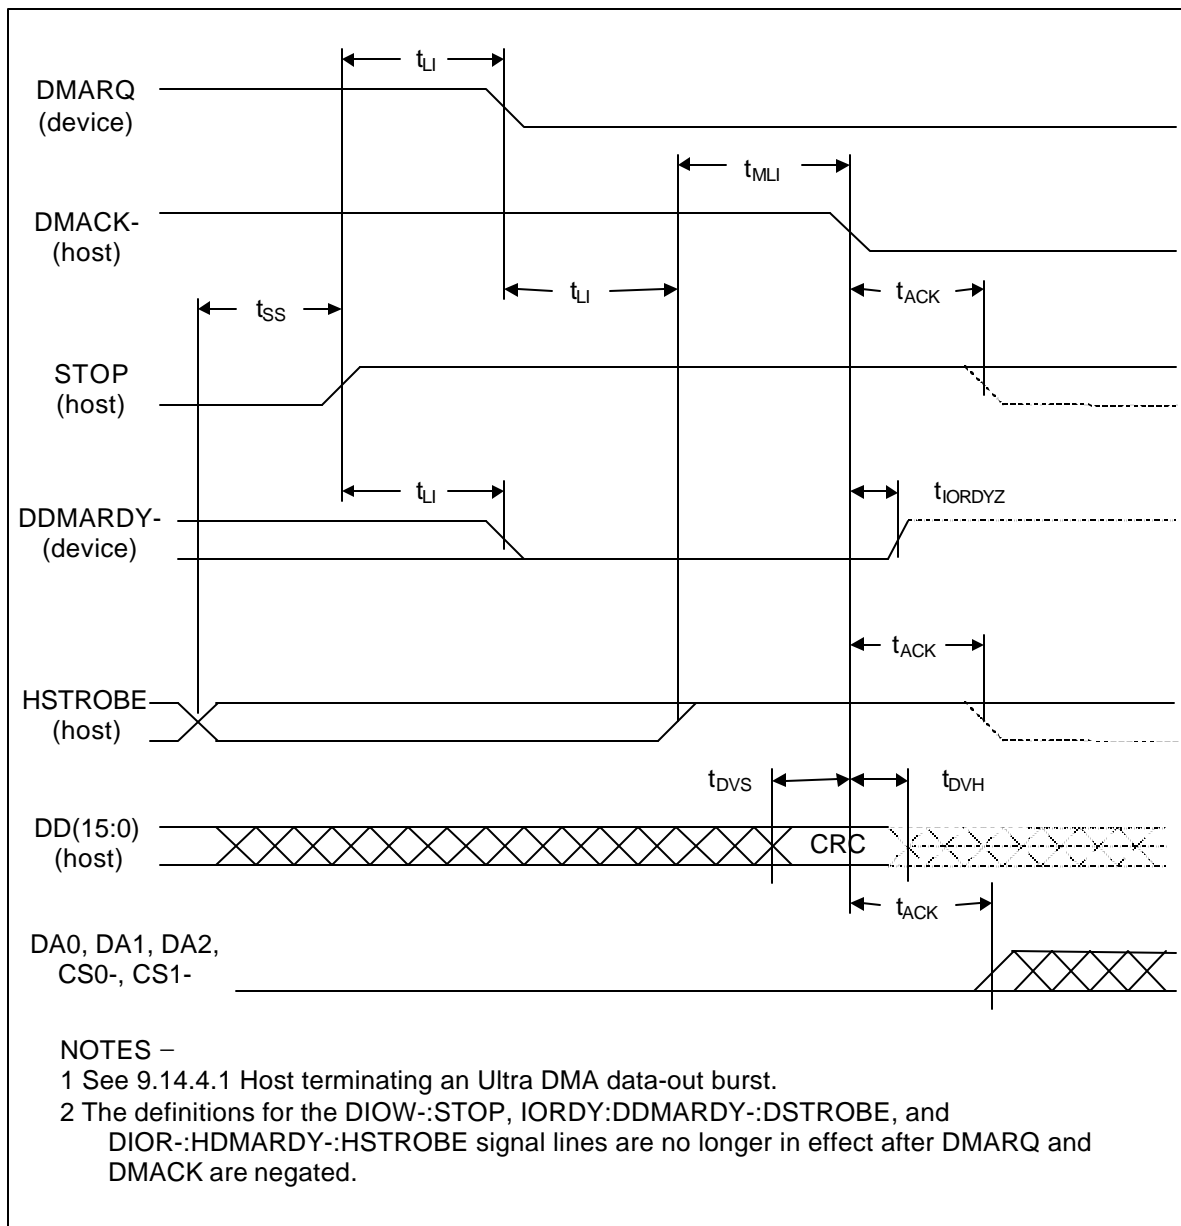 tLI
DMARQ
(device)
tMLI
DMACK-
(host)
tLI
tACK
tSS
STOP
(host)
tLI
tIORDYZ
DDMARDY-
(device)
tACK
HSTROBE
(host)
tDVS
tDVH
DD(15:0)
(host)
CRC
tACK
DA0, DA1, DA2,
CS0-, CS1-
NOTES –
1 See 9.14.4.1 Host terminating an Ultra DMA data-out burst.
2 The definitions for the DIOW-:STOP, IORDY:DDMARDY-:DSTROBE, and
DIOR-:HDMARDY-:HSTROBE signal lines are no longer in effect after DMARQ and
DMACK are negated.